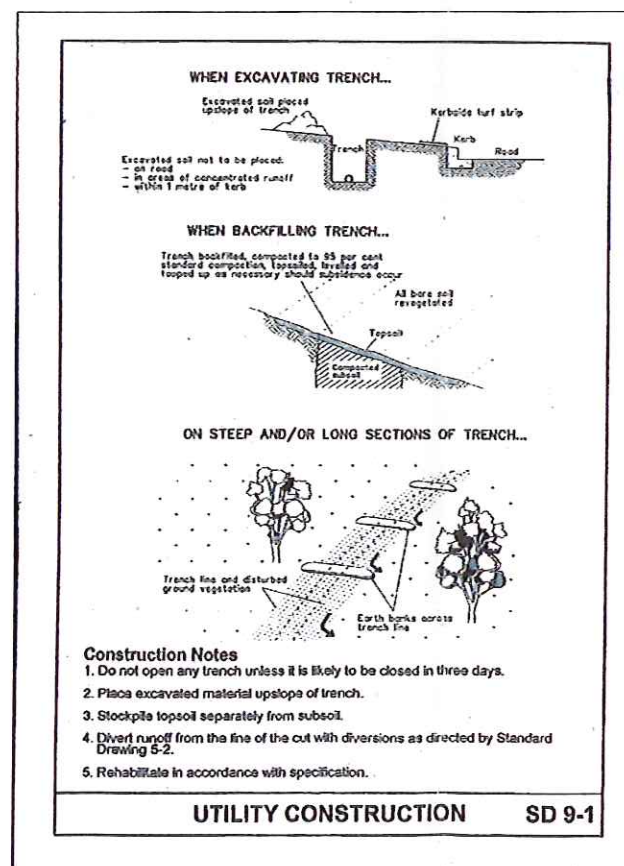 WHEN EXCAVATING TRENCH...
Excavated soil placed
upslope of trench
Kerbside turf strip
Kerb
Road
Trench
Excavated soil not to be placed:
- on road
- in areas of concentrated runoff
- within 1 metre of kerb
WHEN BACKFILLING TRENCH...
Trench backfilled, compacted to 95 per cent
standard compaction, topsoiled, levelled and
topped up as necessary should subsidence occur
All bare soil
revegetated
Topsoil
Compacted
subsoil
ON STEEP AND/OR LONG SECTIONS OF TRENCH...
Trench line and disturbed
ground vegetation
Earth banks across
trench line
Construction Notes
1. Do not open any trench unless it is likely to be closed in three days.
2. Place excavated material upslope of trench.
3. Stockpile topsoil separately from subsoil.
4. Divert runoff from the line of the cut with diversions as directed by Standard
Drawing 5-2.
5. Rehabilitate in accordance with specification.
UTILITY CONSTRUCTION SD 9-1